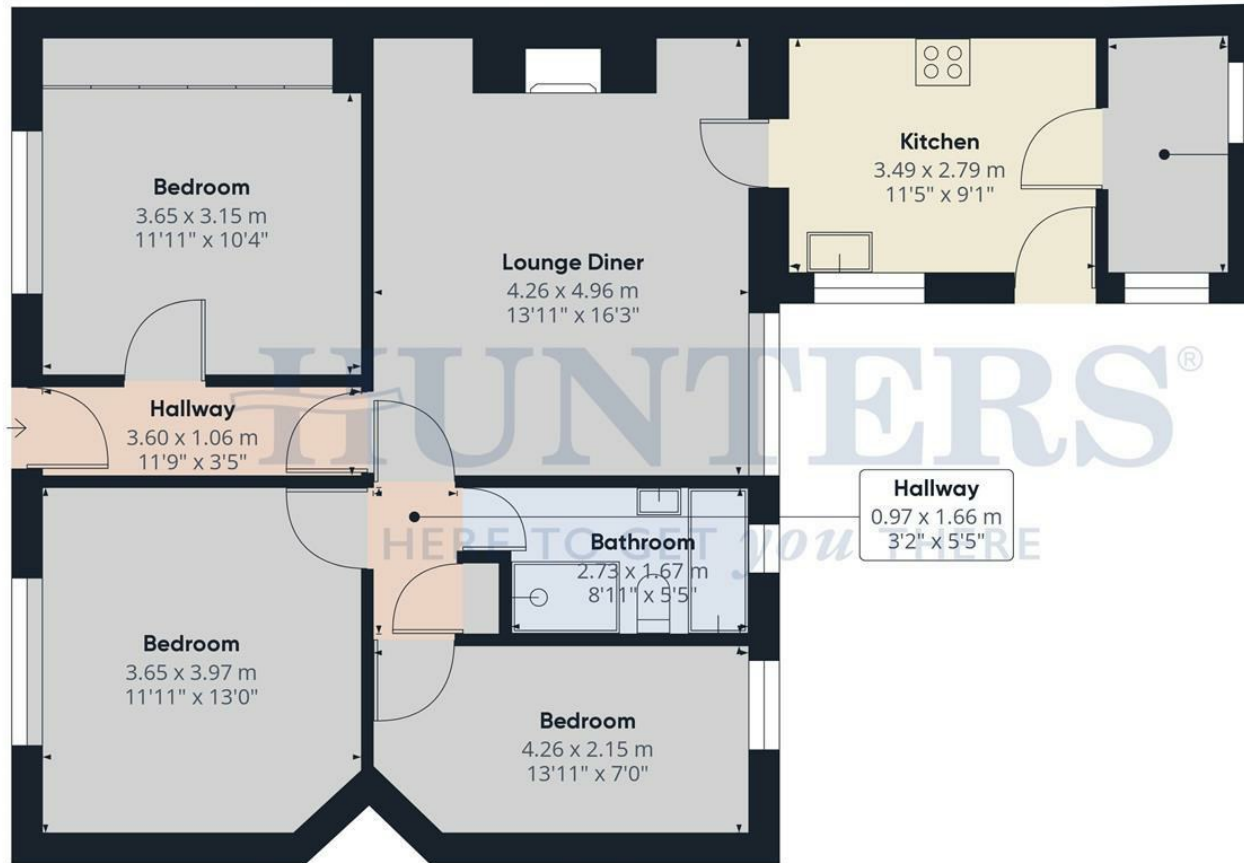 Bedroom
3.65 x 3.15 m
11'11" x 10'4"
Lounge Diner
4.26 x 4.96 m
13'11" x 16'3"
Kitchen
3.49 x 2.79 m
11'5" x 9'1"
Hallway
3.60 x 1.06 m
11'9" x 3'5"
HUNTERS®
HERE TO GET you THERE
Hallway
0.97 x 1.66 m
3'2" x 5'5"
Bathroom
2.73 x 1.67 m
8'11" x 5'5"
Bedroom
3.65 x 3.97 m
11'11" x 13'0"
Bedroom
4.26 x 2.15 m
13'11" x 7'0"